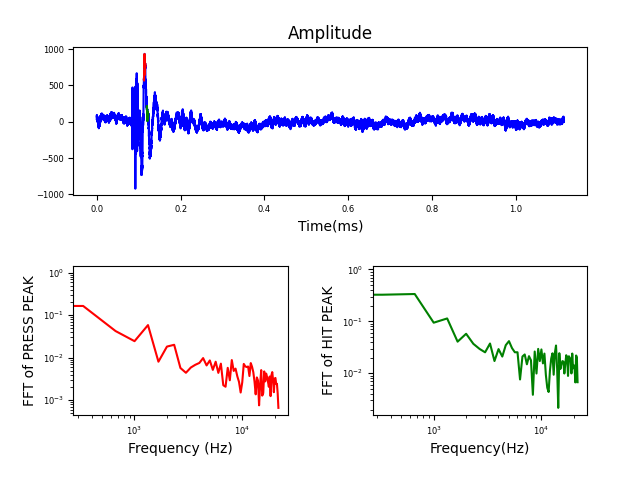 Amplitude
1000
500
0
−500
−1000
0.0 0.2 0.4 0.6 0.8 1.0
Time(ms)
FFT of PRESS PEAK
10⁰
10⁻¹
10⁻²
10⁻³
10³ 10⁴
Frequency (Hz)
FFT of HIT PEAK
10⁰
10⁻¹
10⁻²
10³ 10⁴
Frequency(Hz)